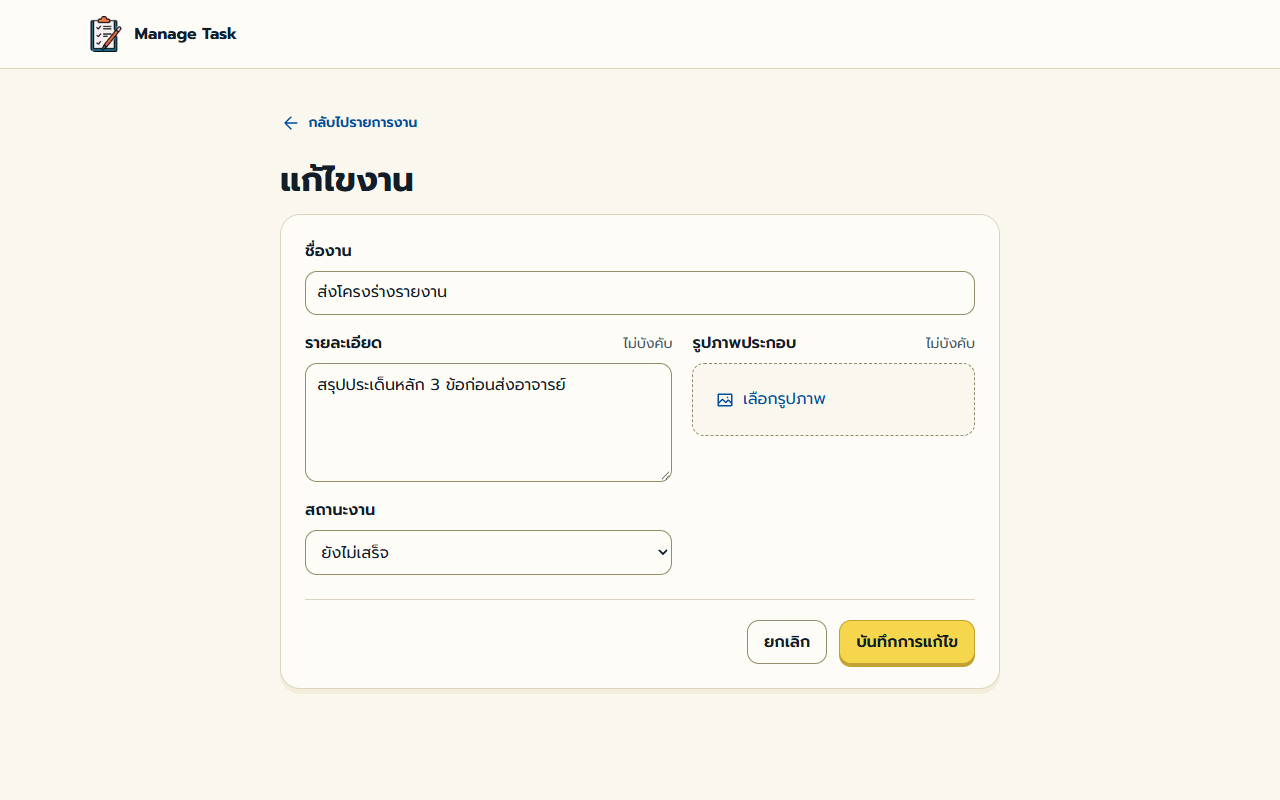 Manage Task
กลับไปรายการงาน
แก้ไขงาน
ชื่องาน
ส่งโครงร่างรายงาน
รายละเอียด ไม่บังคับ
สรุปประเด็นหลัก 3 ข้อก่อนส่งอาจารย์
รูปภาพประกอบ ไม่บังคับ
เลือกรูปภาพ
สถานะงาน
ยังไม่เสร็จ
ยกเลิก
บันทึกการแก้ไข